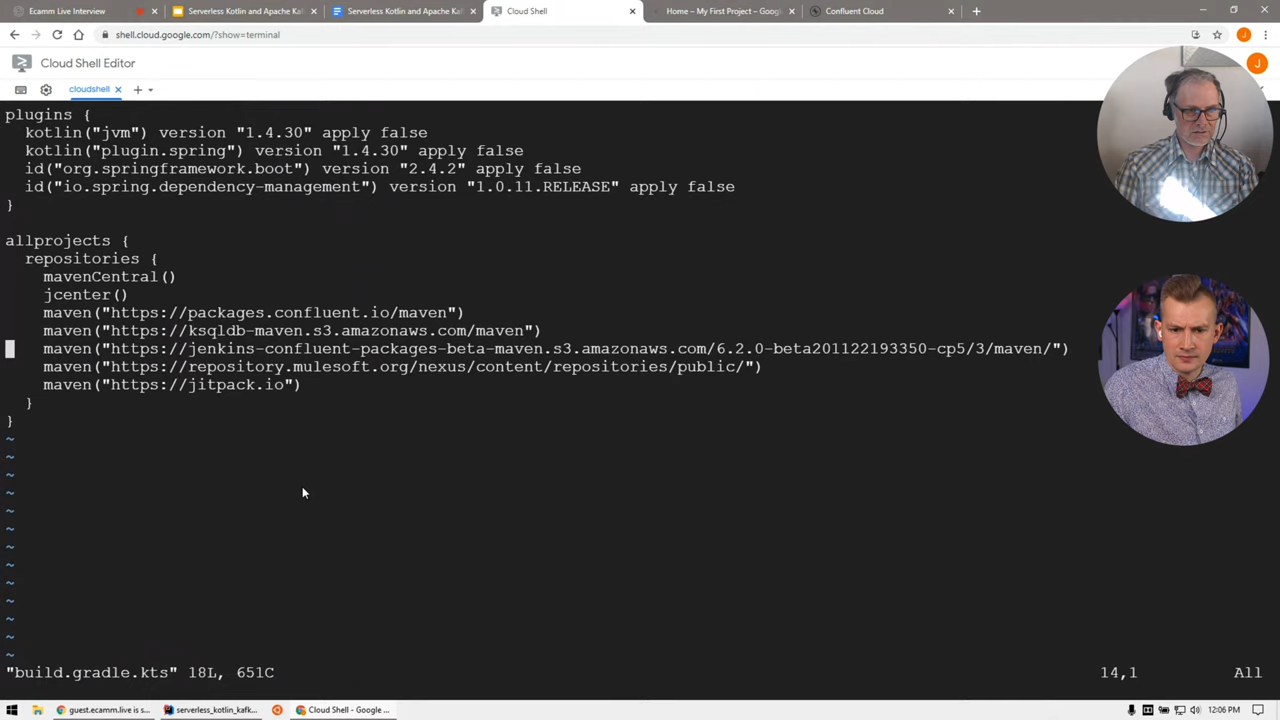 Ecamm Live Interview
Serverless Kotlin and Apache Kaf
Serverless Kotlin and Apache Kaf
Cloud Shell
Home – My First Project – Googl
Confluent Cloud
shell.cloud.google.com/?show=terminal
J
Cloud Shell Editor
J
cloudshell
plugins {
kotlin("jvm") version "1.4.30" apply false
kotlin("plugin.spring") version "1.4.30" apply false
id("org.springframework.boot") version "2.4.2" apply false
id("io.spring.dependency-management") version "1.0.11.RELEASE" apply false
}
allprojects {
repositories {
mavenCentral()
jcenter()
maven("https://packages.confluent.io/maven")
maven("https://ksqldb-maven.s3.amazonaws.com/maven")
maven("https://jenkins-confluent-packages-beta-maven.s3.amazonaws.com/6.2.0-beta201122193350-cp5/3/maven/")
maven("https://repository.mulesoft.org/nexus/content/repositories/public/")
maven("https://jitpack.io")
}
}
~
~
~
~
~
~
~
~
~
~
~
~
"build.gradle.kts" 18L, 651C 14,1 All
guest.ecamm.live is s...
serverless_kotlin_kafk...
Cloud Shell - Google ...
12:06 PM